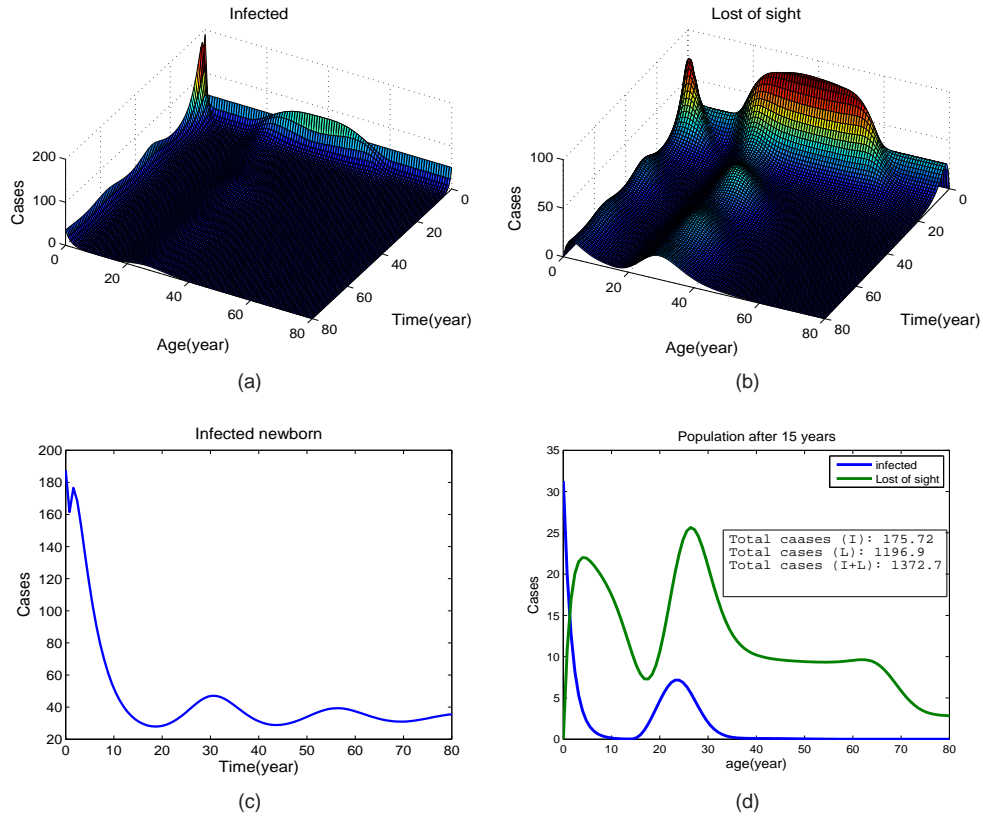 Infected
Cases
200
100
0
0
20
40
60
80
Age(year)
80
60
40
20
0
Time(year)
(a)
Lost of sight
Cases
100
50
0
0
20
40
60
80
Age(year)
80
60
40
20
0
Time(year)
(b)
Infected newborn
Cases
200
180
160
140
120
100
80
60
40
20
0 10 20 30 40 50 60 70 80
Time(year)
(c)
Population after 15 years
Cases
35
30
25
20
15
10
5
0
0 10 20 30 40 50 60 70 80
age(year)
infected
Lost of sight
Total caases (I): 175.72
Total cases (L): 1196.9
Total cases (I+L): 1372.7
(d)